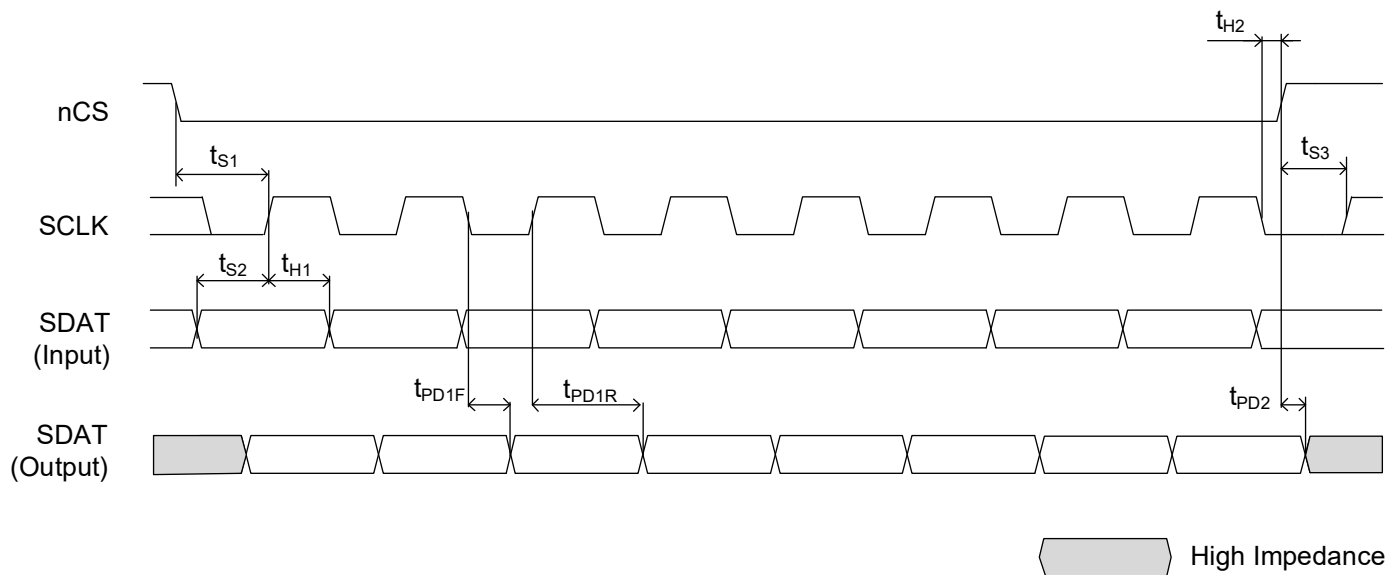 tH2
nCS
tS1
tS3
SCLK
tS2
tH1
SDAT
(Input)
tPD1F
tPD1R
tPD2
SDAT
(Output)
High Impedance